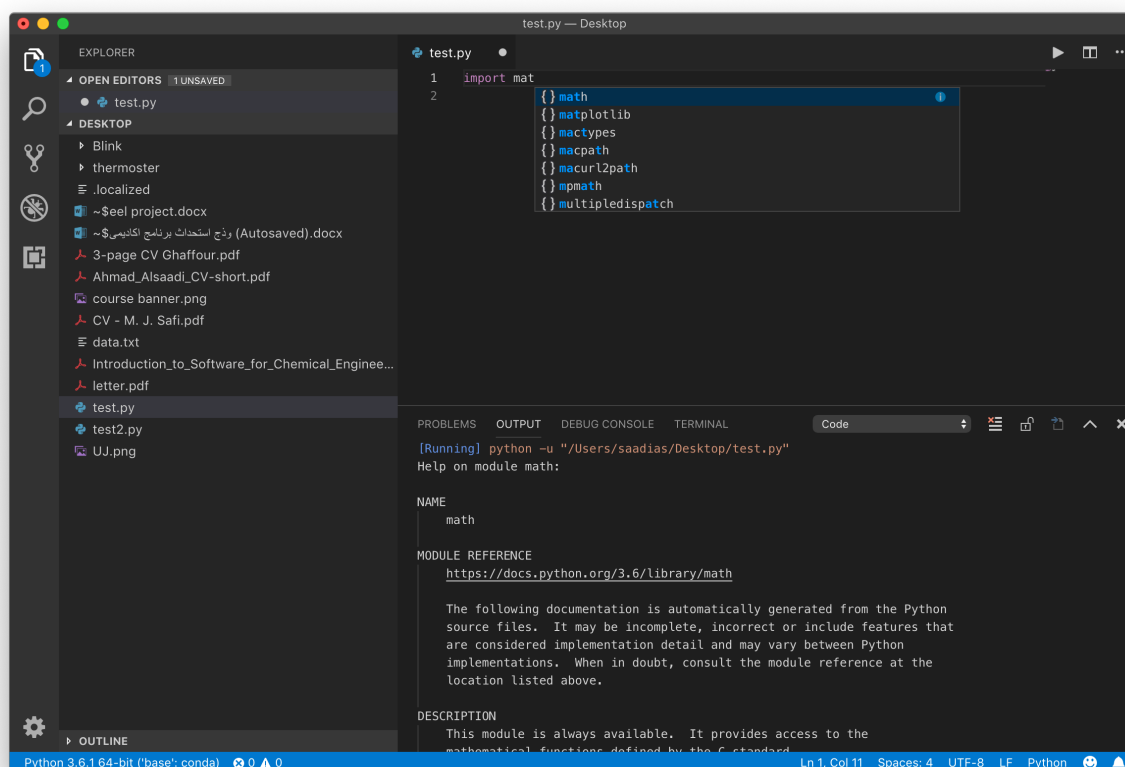 test.py — Desktop
EXPLORER
OPEN EDITORS 1 UNSAVED
test.py
DESKTOP
Blink
thermoster
.localized
~$eel project.docx
~$وذج استحداث برنامج اكاديمي (Autosaved).docx
3-page CV Ghaffour.pdf
Ahmad_Alsaadi_CV-short.pdf
course banner.png
CV - M. J. Safi.pdf
data.txt
Introduction_to_Software_for_Chemical_Enginee...
letter.pdf
test.py
test2.py
UJ.png
OUTLINE
1
test.py
1 import mat
2
math
matplotlib
mactypes
macpath
macurl2path
mpmath
multipledispatch
PROBLEMS OUTPUT DEBUG CONSOLE TERMINAL Code
[Running] python -u "/Users/saadias/Desktop/test.py"
Help on module math:
NAME
math
MODULE REFERENCE
https://docs.python.org/3.6/library/math
The following documentation is automatically generated from the Python
source files. It may be incomplete, incorrect or include features that
are considered implementation detail and may vary between Python
implementations. When in doubt, consult the module reference at the
location listed above.
DESCRIPTION
This module is always available. It provides access to the
mathematical functions defined by the C standard.
Python 3.6.1 64-bit ('base': conda) 0 0 Ln 1, Col 11 Spaces: 4 UTF-8 LF Python